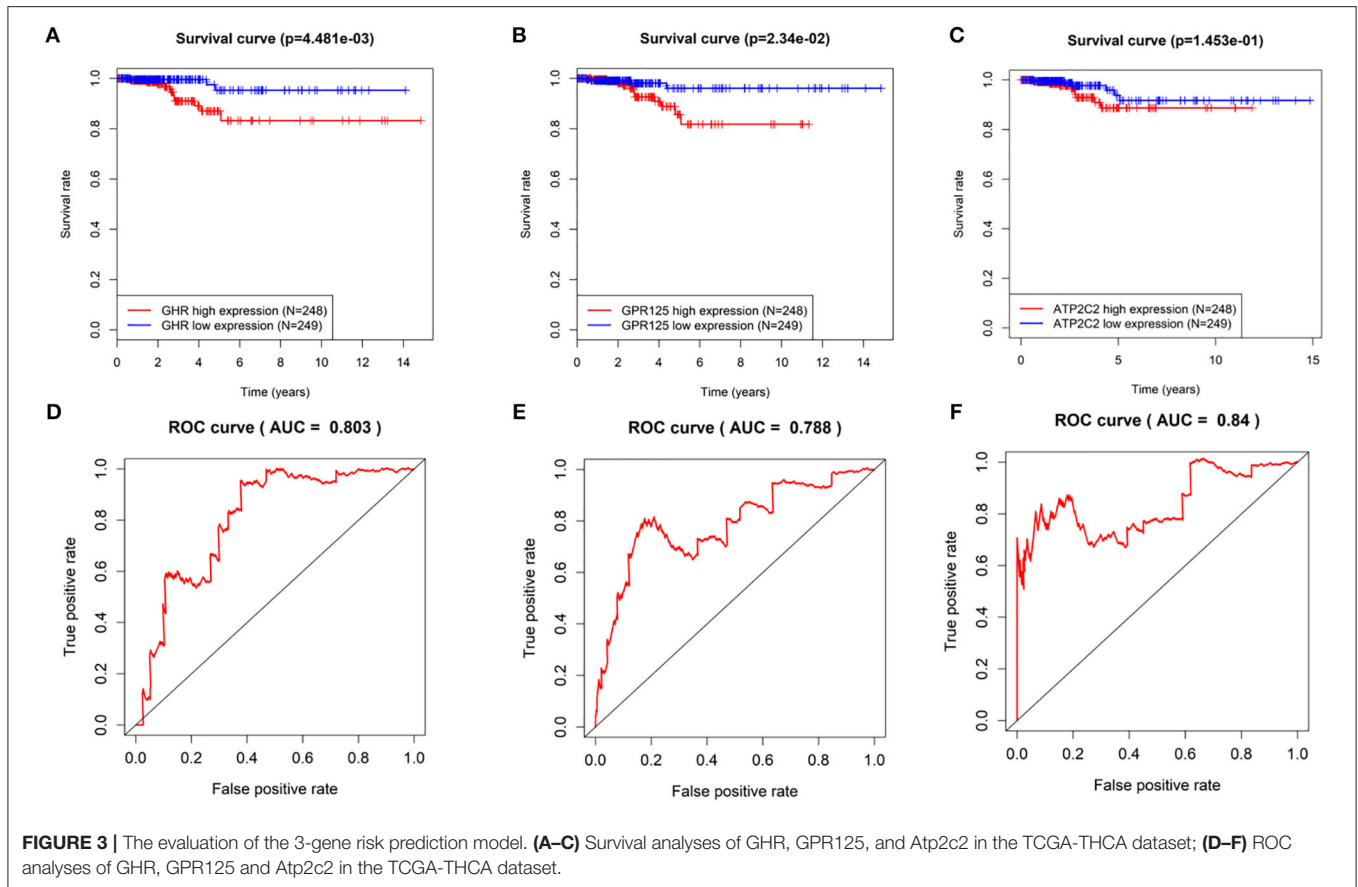 A
Survival curve (p=4.481e-03)
Survival rate
1.0
0.8
0.6
0.4
0.2
0.0
GHR high expression (N=248)
GHR low expression (N=249)
0 2 4 6 8 10 12 14
Time (years)
B
Survival curve (p=2.34e-02)
Survival rate
1.0
0.8
0.6
0.4
0.2
0.0
GPR125 high expression (N=248)
GPR125 low expression (N=249)
0 2 4 6 8 10 12 14
Time (years)
C
Survival curve (p=1.453e-01)
Survival rate
1.0
0.8
0.6
0.4
0.2
0.0
ATP2C2 high expression (N=248)
ATP2C2 low expression (N=249)
0 5 10 15
Time (years)
D
ROC curve ( AUC = 0.803 )
True positive rate
1.0
0.8
0.6
0.4
0.2
0.0
0.0 0.2 0.4 0.6 0.8 1.0
False positive rate
E
ROC curve ( AUC = 0.788 )
True positive rate
1.0
0.8
0.6
0.4
0.2
0.0
0.0 0.2 0.4 0.6 0.8 1.0
False positive rate
F
ROC curve ( AUC = 0.84 )
True positive rate
1.0
0.8
0.6
0.4
0.2
0.0
0.0 0.2 0.4 0.6 0.8 1.0
False positive rate
FIGURE 3 | The evaluation of the 3-gene risk prediction model. (A–C) Survival analyses of GHR, GPR125, and Atp2c2 in the TCGA-THCA dataset; (D–F) ROC
analyses of GHR, GPR125 and Atp2c2 in the TCGA-THCA dataset.